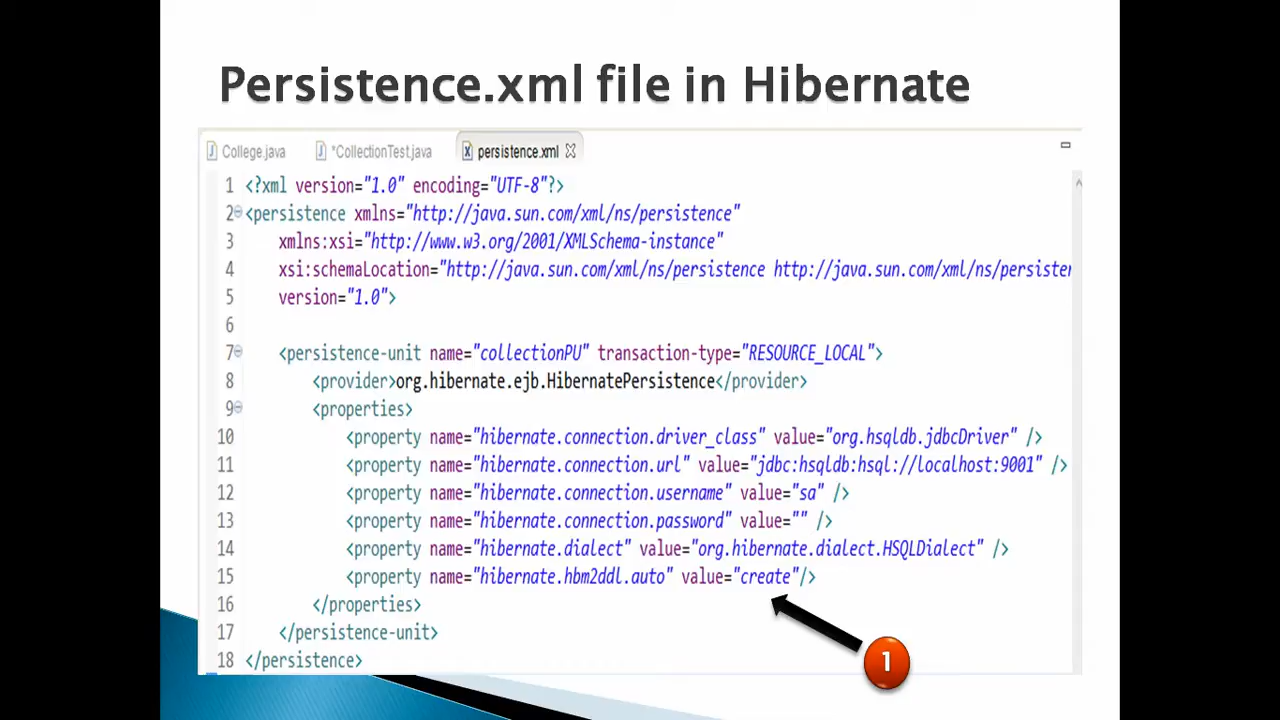 Persistence.xml file in Hibernate
College.java *CollectionTest.java persistence.xml
1 <?xml version="1.0" encoding="UTF-8"?>
2 <persistence xmlns="http://java.sun.com/xml/ns/persistence"
3 xmlns:xsi="http://www.w3.org/2001/XMLSchema-instance"
4 xsi:schemaLocation="http://java.sun.com/xml/ns/persistence http://java.sun.com/xml/ns/persister
5 version="1.0">
6
7 <persistence-unit name="collectionPU" transaction-type="RESOURCE_LOCAL">
8 <provider>org.hibernate.ejb.HibernatePersistence</provider>
9 <properties>
10 <property name="hibernate.connection.driver_class" value="org.hsqldb.jdbcDriver" />
11 <property name="hibernate.connection.url" value="jdbc:hsqldb:hsql://localhost:9001" />
12 <property name="hibernate.connection.username" value="sa" />
13 <property name="hibernate.connection.password" value="" />
14 <property name="hibernate.dialect" value="org.hibernate.dialect.HSQLDialect" />
15 <property name="hibernate.hbm2ddl.auto" value="create"/>
16 </properties>
17 </persistence-unit>
18 </persistence>
1